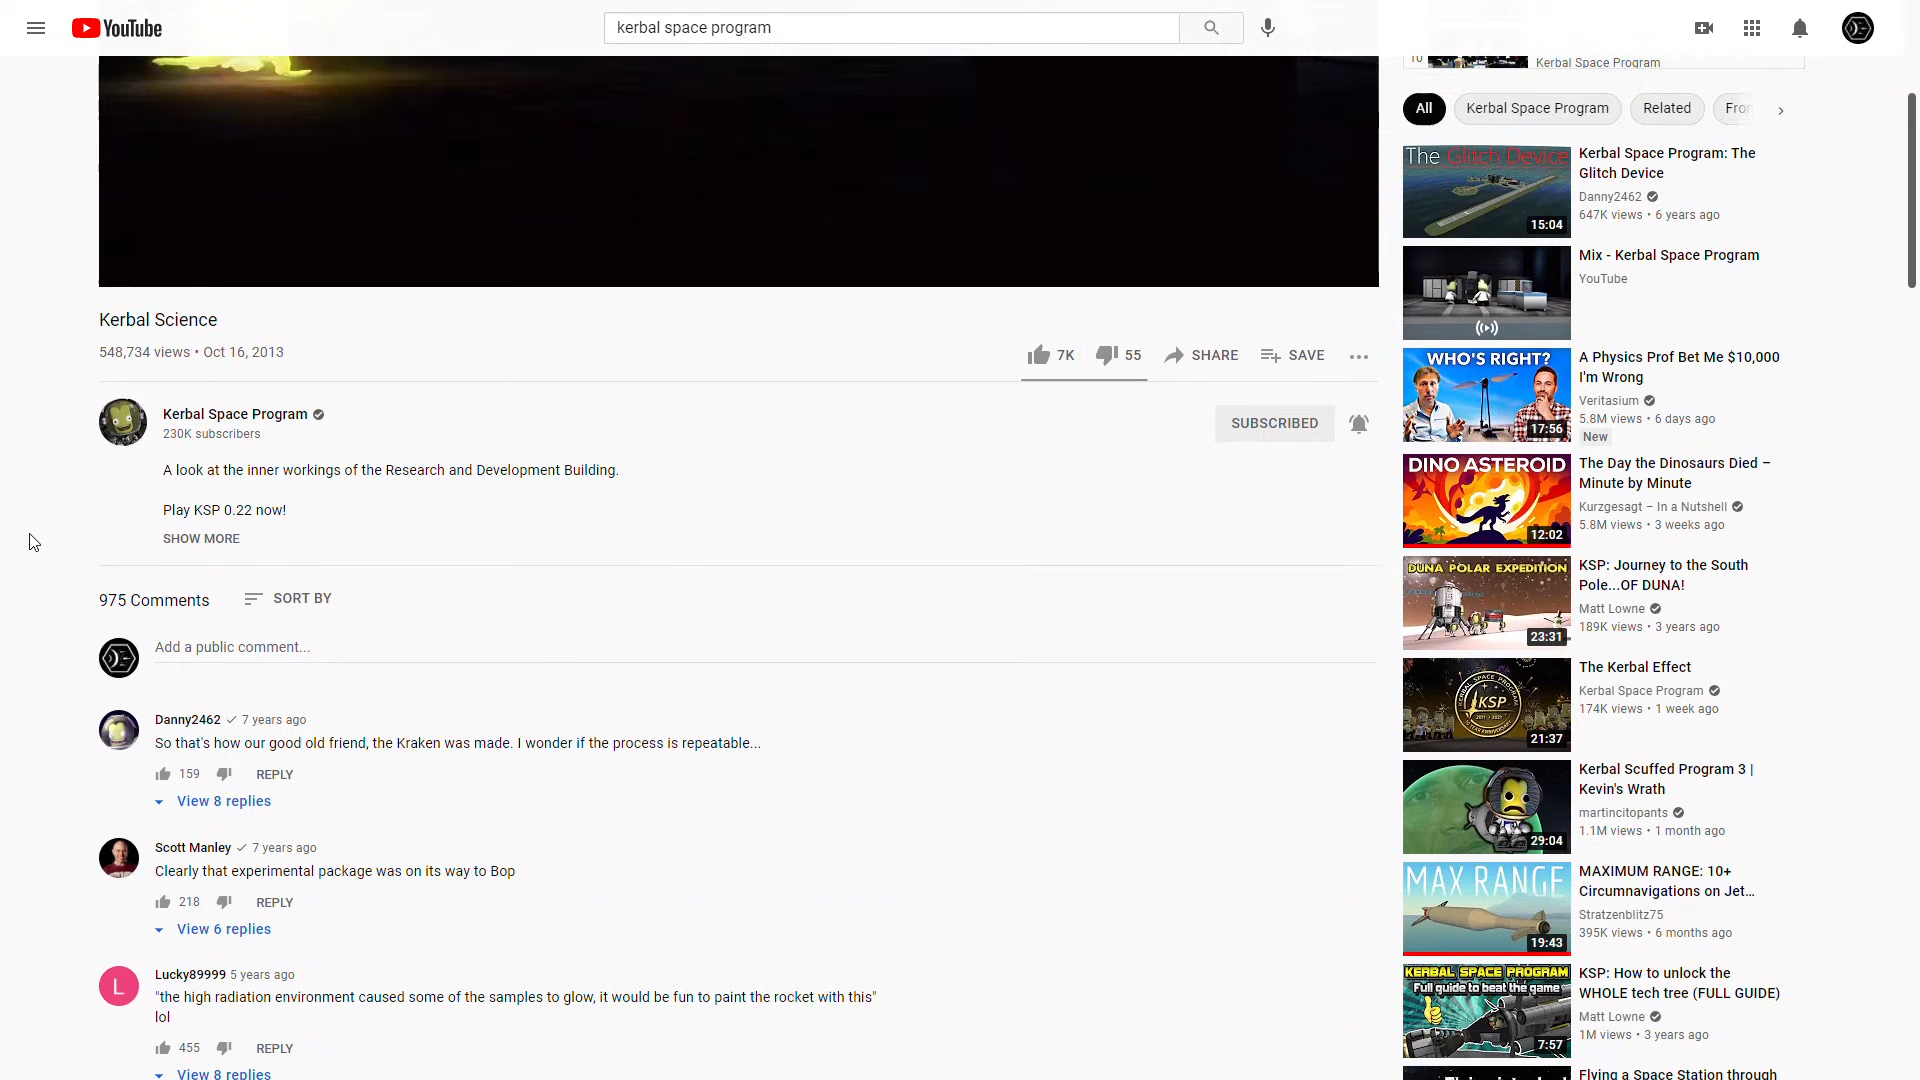 YouTube
kerbal space program
10
Kerbal Space Program
All
Kerbal Space Program
Related
Fron
The Glitch Device
15:04
Kerbal Space Program: The
Glitch Device
Danny2462
647K views • 6 years ago
Mix - Kerbal Space Program
YouTube
WHO'S RIGHT?
17:56
A Physics Prof Bet Me $10,000
I'm Wrong
Veritasium
5.8M views • 6 days ago
New
DINO ASTEROID
12:02
The Day the Dinosaurs Died –
Minute by Minute
Kurzgesagt – In a Nutshell
5.8M views • 3 weeks ago
DUNA POLAR EXPEDITION
23:31
KSP: Journey to the South
Pole...OF DUNA!
Matt Lowne
189K views • 3 years ago
KERBAL SPACE PROGRAM
KSP
2011 • 2021
21:37
The Kerbal Effect
Kerbal Space Program
174K views • 1 week ago
29:04
Kerbal Scuffed Program 3 |
Kevin's Wrath
martincitopants
1.1M views • 1 month ago
MAX RANGE
19:43
MAXIMUM RANGE: 10+
Circumnavigations on Jet...
Stratzenblitz75
395K views • 6 months ago
KERBAL SPACE PROGRAM
Full guide to beat the game
7:57
KSP: How to unlock the
WHOLE tech tree (FULL GUIDE)
Matt Lowne
1M views • 3 years ago
Flying a Space Station through
Kerbal Science
548,734 views • Oct 16, 2013
7K
55
SHARE
SAVE
Kerbal Space Program
230K subscribers
SUBSCRIBED
A look at the inner workings of the Research and Development Building.
Play KSP 0.22 now!
SHOW MORE
975 Comments
SORT BY
Add a public comment...
Danny2462 7 years ago
So that's how our good old friend, the Kraken was made. I wonder if the process is repeatable...
159
REPLY
View 8 replies
Scott Manley 7 years ago
Clearly that experimental package was on its way to Bop
218
REPLY
View 6 replies
L
Lucky89999 5 years ago
"the high radiation environment caused some of the samples to glow, it would be fun to paint the rocket with this"
lol
455
REPLY
View 8 replies